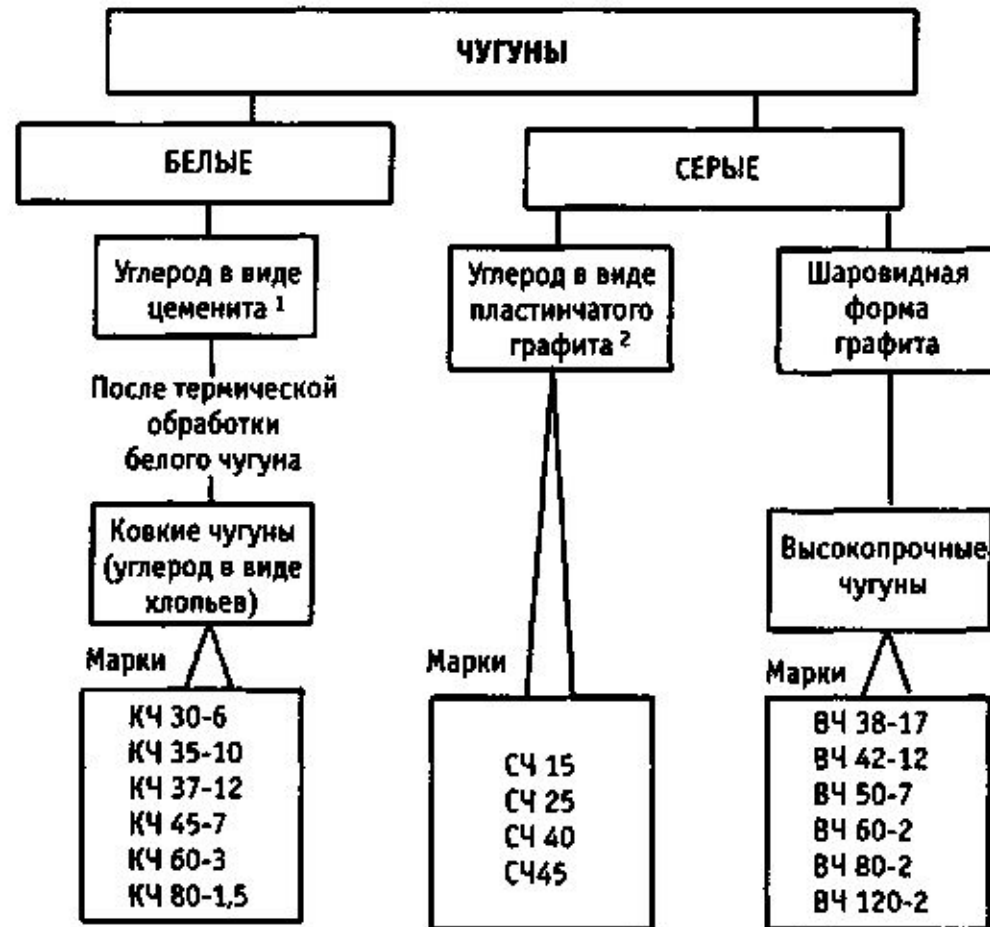 ЧУГУНЫ
БЕЛЫЕ
СЕРЫЕ
Углерод в виде
цеменита ¹
Углерод в виде
пластинчатого
графита ²
Шаровидная
форма
графита
После термической
обработки
белого чугуна
Ковкие чугуны
(углерод в виде
хлопьев)
Высокопрочные
чугуны
Марки
КЧ 30-6
КЧ 35-10
КЧ 37-12
КЧ 45-7
КЧ 60-3
КЧ 80-1,5
Марки
СЧ 15
СЧ 25
СЧ 40
СЧ45
Марки
ВЧ 38-17
ВЧ 42-12
ВЧ 50-7
ВЧ 60-2
ВЧ 80-2
ВЧ 120-2